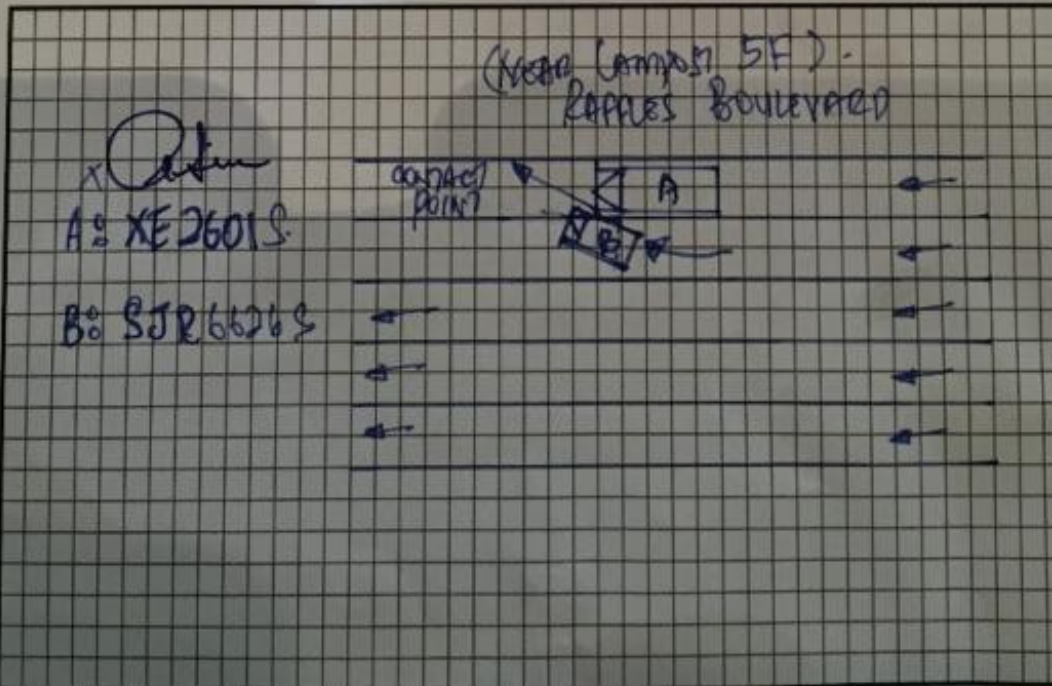 (NEAR LAMPOST 5F).
RAFFLES BOULEVARD
CONTACT
POINT
A
B
A: XE2601S
B: SJR6626S